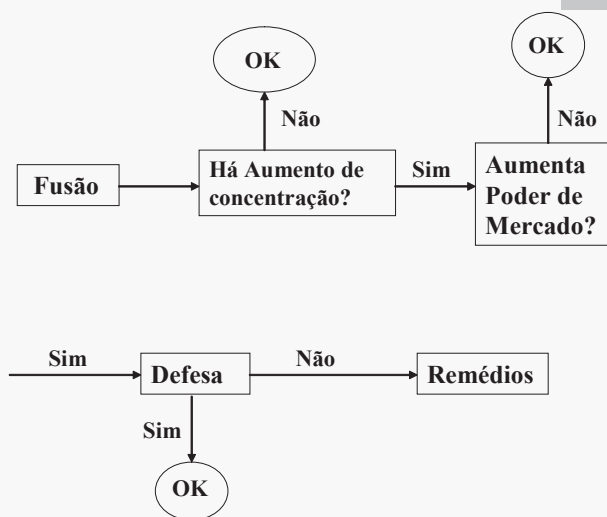 OK
OK
Não
Não
Fusão
Há Aumento de
concentração?
Sim
Aumenta
Poder de
Mercado?
Sim
Defesa
Não
Remédios
Sim
OK